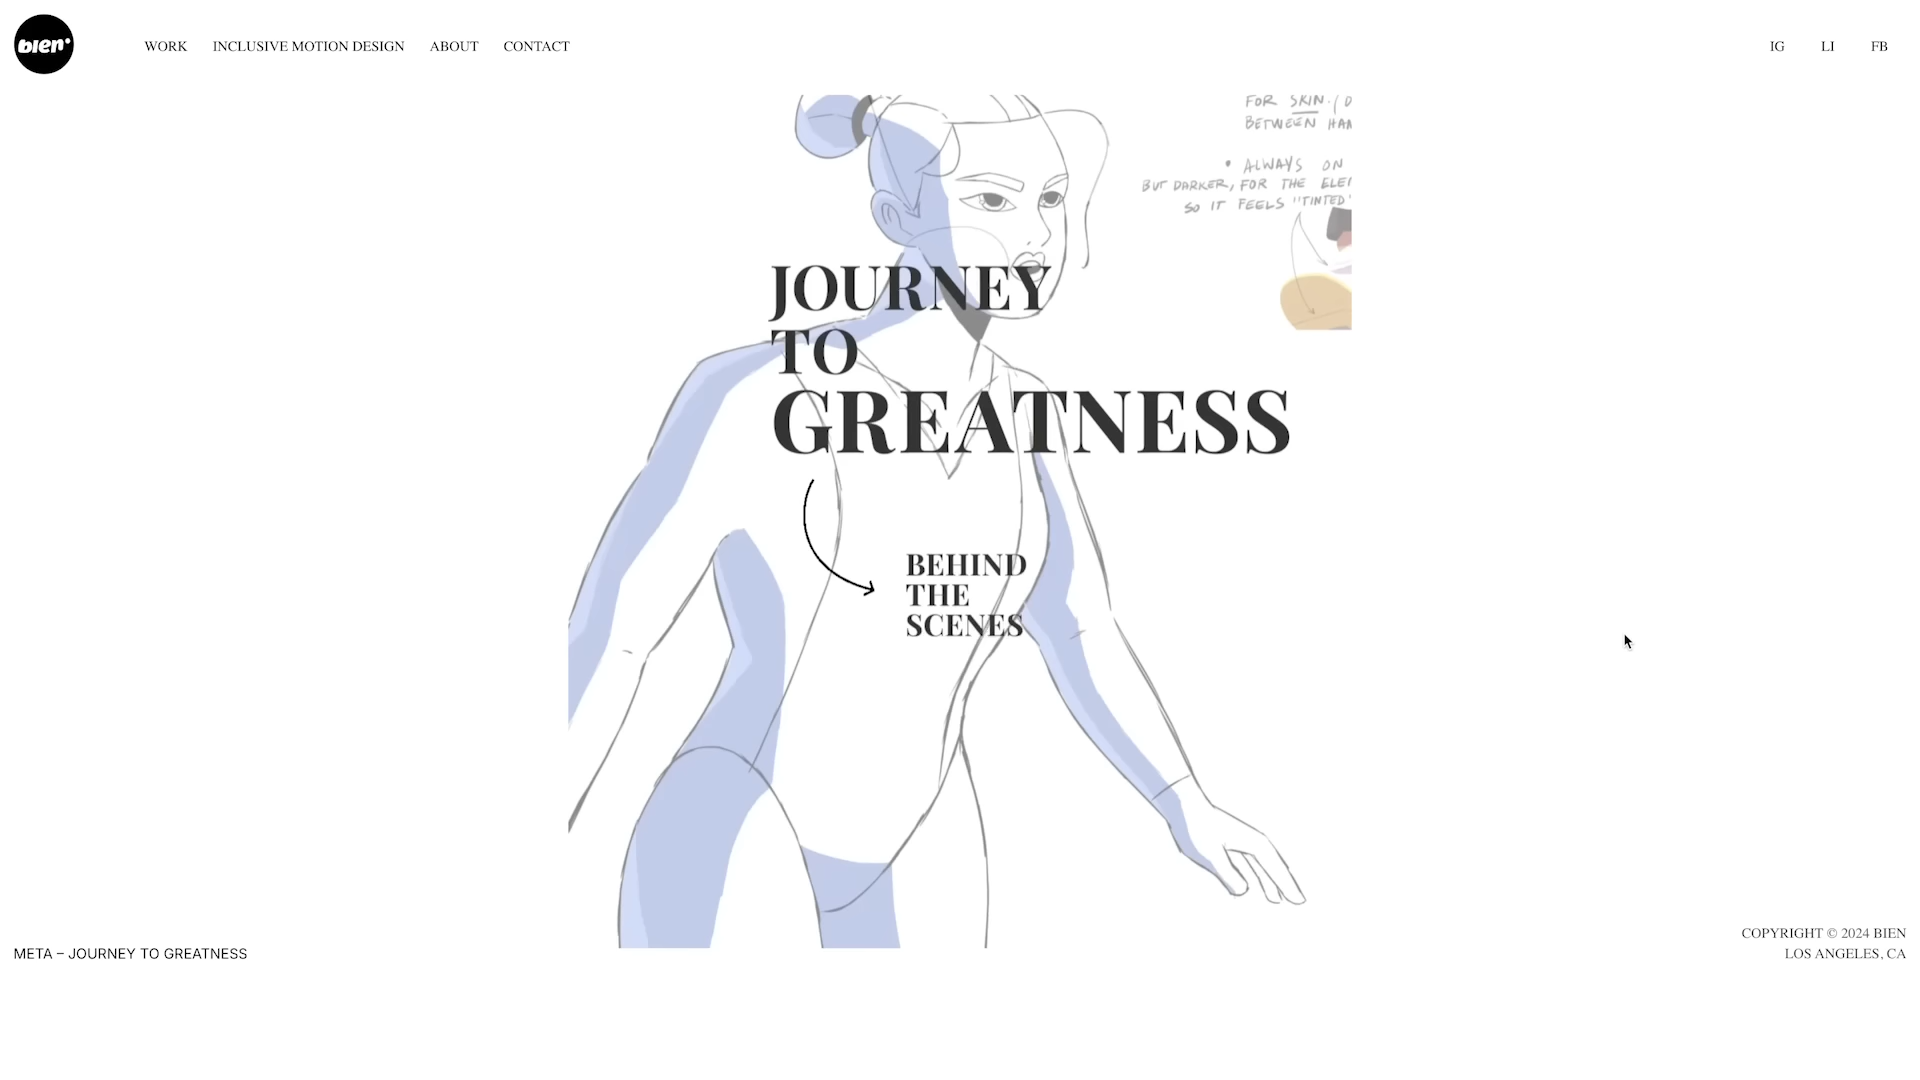 bien
WORK
INCLUSIVE MOTION DESIGN
ABOUT
CONTACT
IG
LI
FB
FOR SKIN. (D
BETWEEN HAN
• ALWAYS ON
BUT DARKER, FOR THE ELE
SO IT FEELS "TINTED"
JOURNEY
TO
GREATNESS
BEHIND
THE
SCENES
META – JOURNEY TO GREATNESS
COPYRIGHT © 2024 BIEN
LOS ANGELES, CA